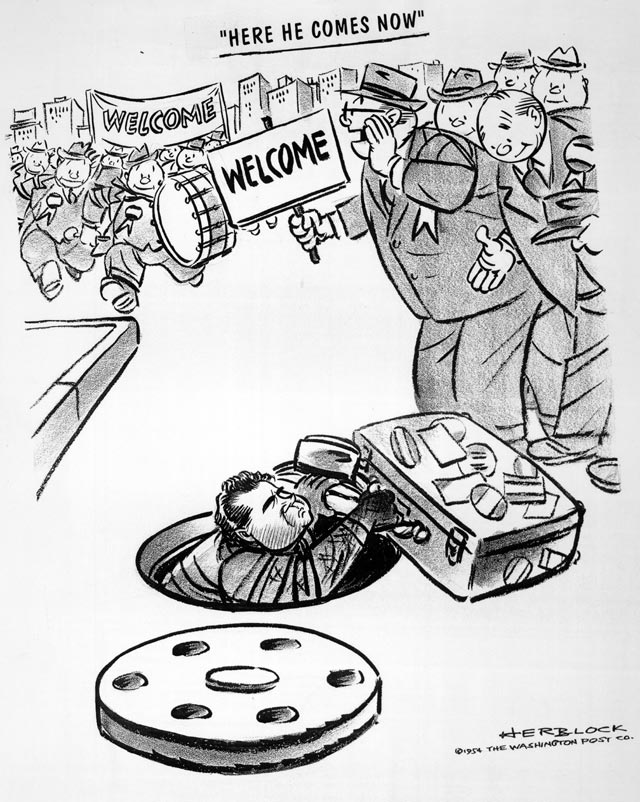 "HERE HE COMES NOW"
WELCOME
WELCOME
HERBLOCK
©1954 THE WASHINGTON POST CO.